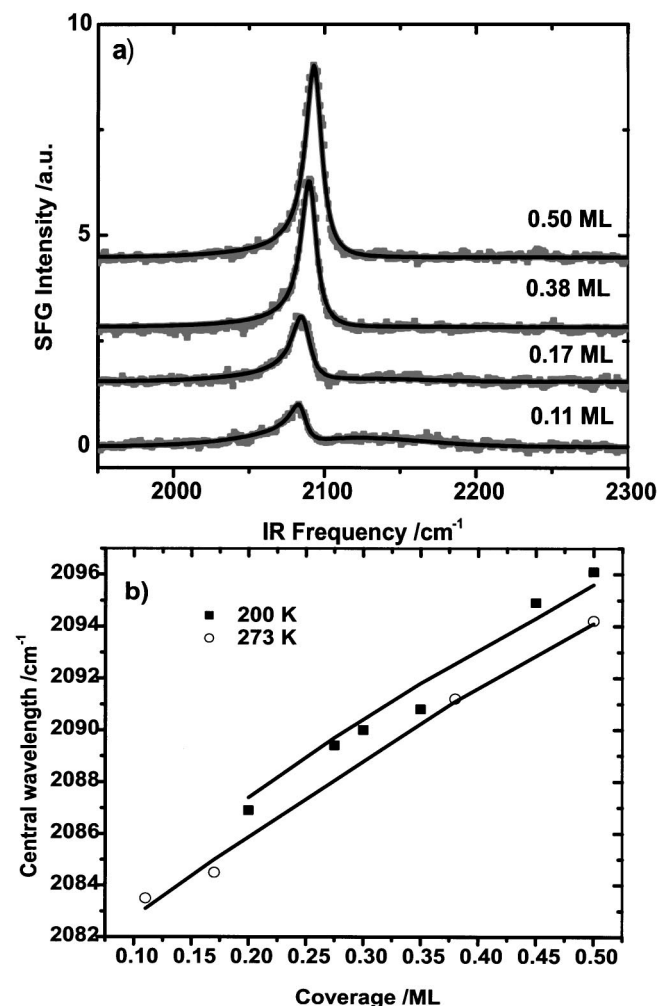 10
a)
SFG Intensity /a.u.
5
0.50 ML
0.38 ML
0.17 ML
0.11 ML
0
2000 2100 2200 2300
IR Frequency /cm⁻¹
2096
b)
■ 200 K
○ 273 K
2094
2092
Central wavelength /cm⁻¹
2090
2088
2086
2084
2082
0.10 0.15 0.20 0.25 0.30 0.35 0.40 0.45 0.50
Coverage /ML